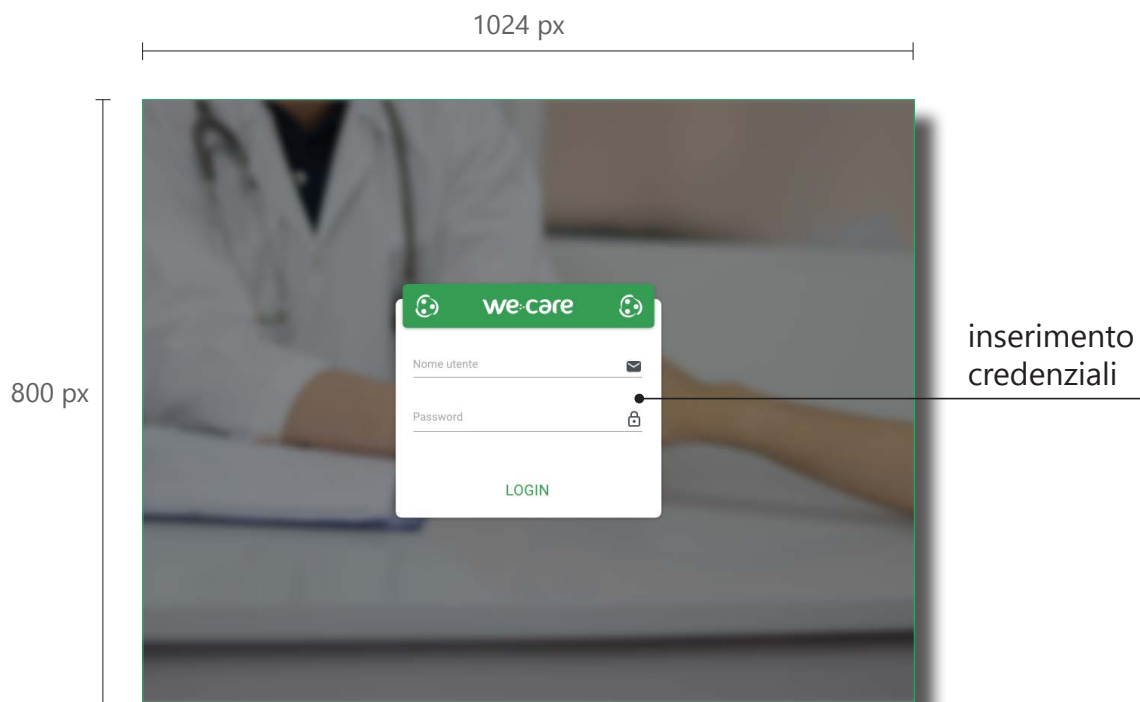 1024 px
800 px
we:care
Nome utente
Password
LOGIN
inserimento
credenziali